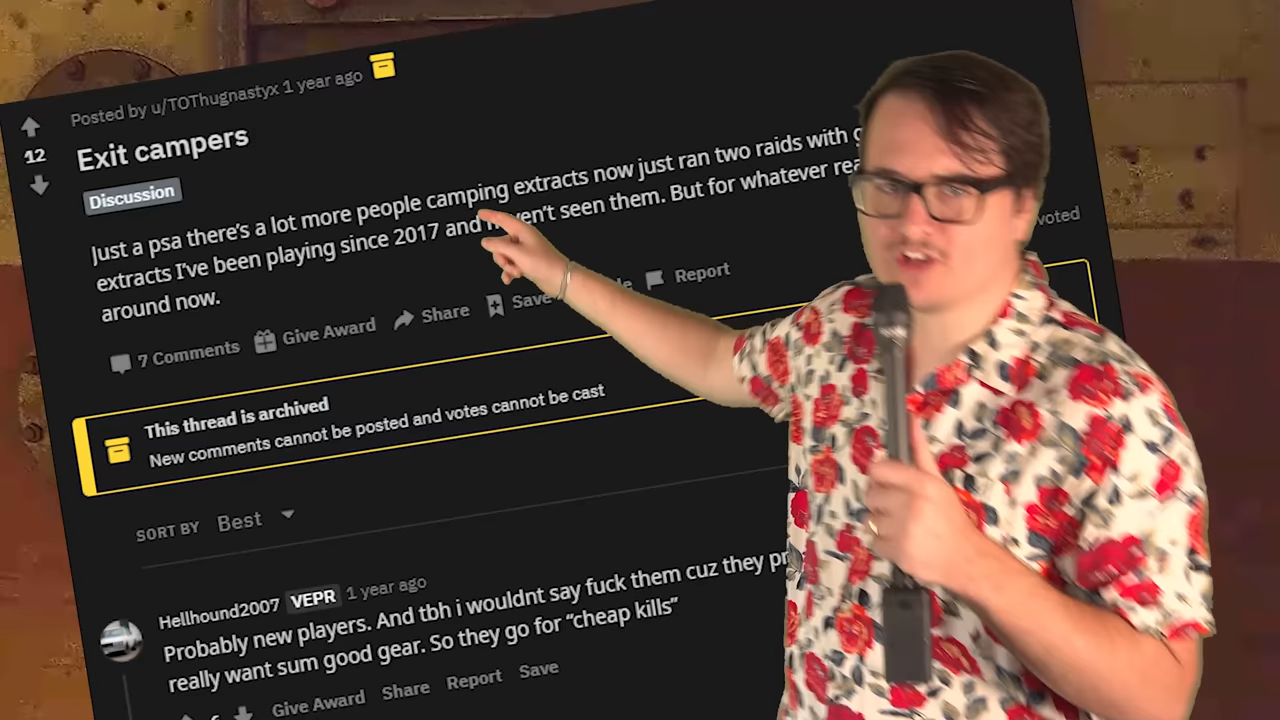 Posted by u/TOThugnastyx 1 year ago
12
Exit campers
Discussion
Just a psa there's a lot more people camping extracts now just ran two raids with
extracts I've been playing since 2017 and haven't seen them. But for whatever
around now.
voted
7 Comments Give Award Share Save Report
This thread is archived
New comments cannot be posted and votes cannot be cast
SORT BY Best
Hellhound2007 VEPR 1 year ago
Probably new players. And tbh i wouldnt say fuck them cuz they
really want sum good gear. So they go for “cheap kills”
Give Award Share Report Save